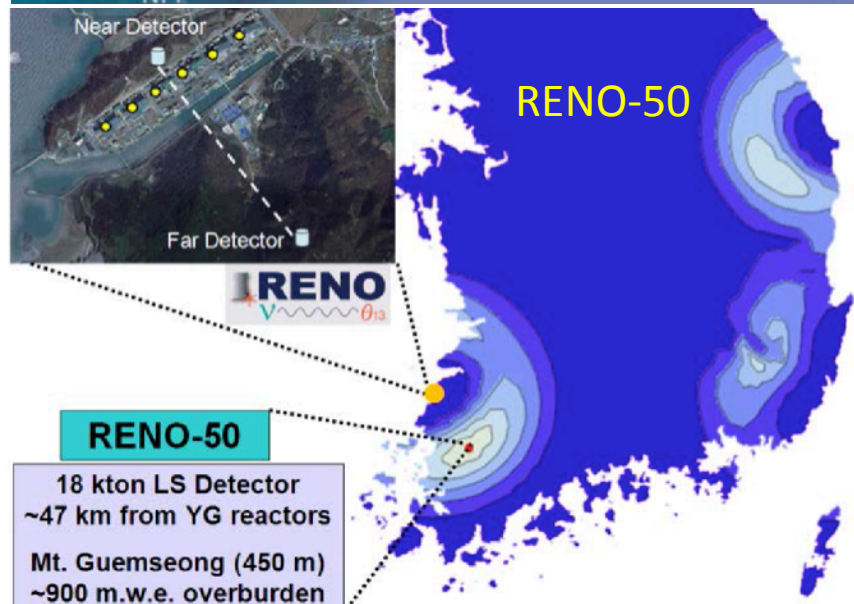 Near Detector
RENO-50
Far Detector
RENO
ν θ13
RENO-50
18 kton LS Detector
~47 km from YG reactors
Mt. Guemseong (450 m)
~900 m.w.e. overburden